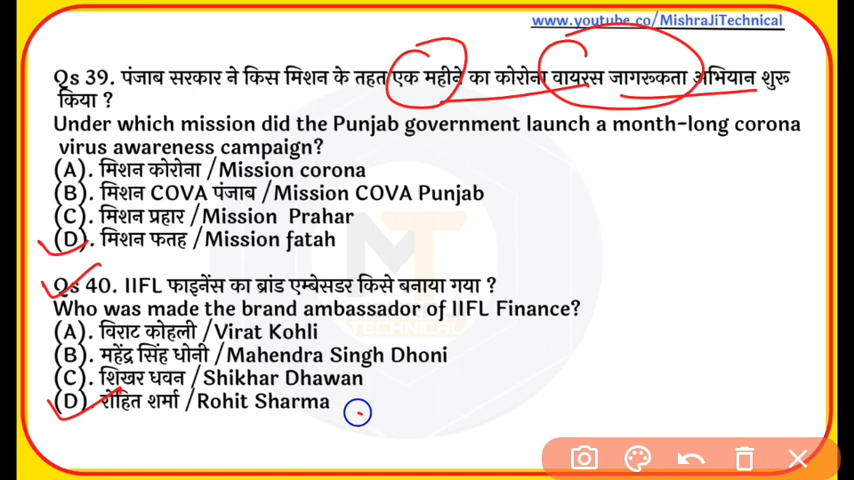 www.youtube.co/MishraJiTechnical
Qs 39. पंजाब सरकार ने किस मिशन के तहत एक महीने का कोरोना वायरस जागरूकता अभियान शुरू
किया ?
Under which mission did the Punjab government launch a month-long corona
virus awareness campaign?
(A). मिशन कोरोना /Mission corona
(B). मिशन COVA पंजाब /Mission COVA Punjab
(C). मिशन प्रहार /Mission Prahar
(D). मिशन फतह /Mission fatah
Qs 40. IIFL फाइनेंस का ब्रांड एम्बेसडर किसे बनाया गया ?
Who was made the brand ambassador of IIFL Finance?
(A). विराट कोहली /Virat Kohli
(B). महेंद्र सिंह धोनी /Mahendra Singh Dhoni
(C). शिखर धवन /Shikhar Dhawan
(D). रोहित शर्मा /Rohit Sharma
MT
TECHNICAL